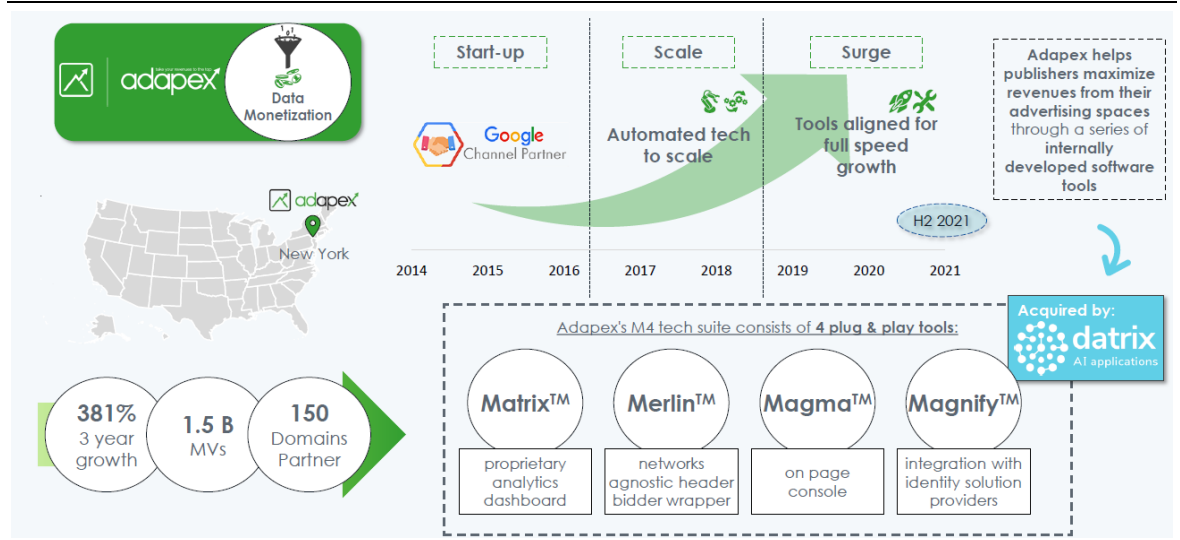 adapex
Data
Monetization
Start-up
Scale
Surge
Google
Channel Partner
Automated tech
to scale
Tools aligned for
full speed
growth
H2 2021
2014 2015 2016 2017 2018 2019 2020 2021
Adapex helps
publishers maximize
revenues from their
advertising spaces
through a series of
internally
developed software
tools
adapex
New York
381%
3 year
growth
1.5 B
MVs
150
Domains
Partner
Acquired by:
datrix
AI applications
Adapex's M4 tech suite consists of 4 plug & play tools:
Matrix™
Merlin™
Magma™
Magnify™
proprietary
analytics
dashboard
networks
agnostic header
bidder wrapper
on page
console
integration with
identity solution
providers